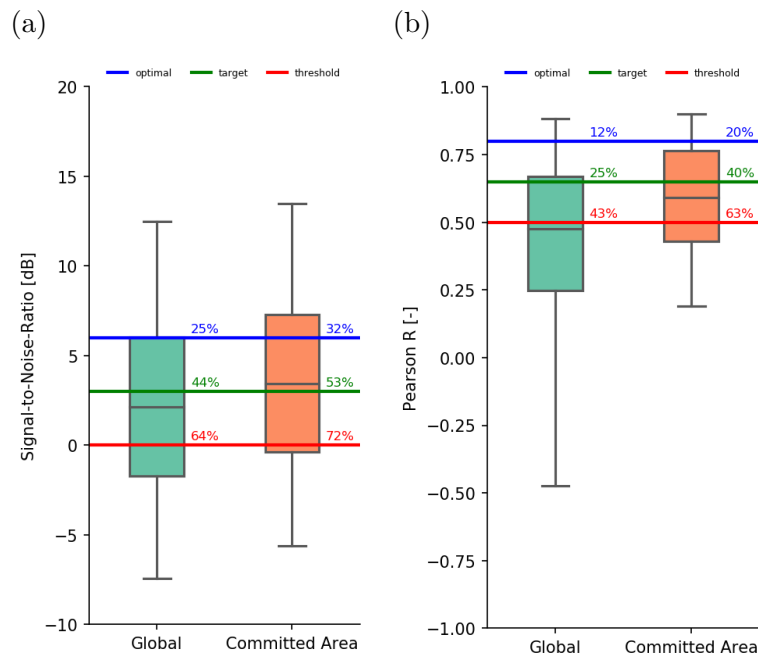 (a)
optimal target threshold
20
15
10
5
0
−5
−10
Signal-to-Noise-Ratio [dB]
25% 32%
44% 53%
64% 72%
Global Committed Area
(b)
optimal target threshold
1.00
0.75
0.50
0.25
0.00
−0.25
−0.50
−0.75
−1.00
Pearson R [-]
12% 20%
25% 40%
43% 63%
Global Committed Area